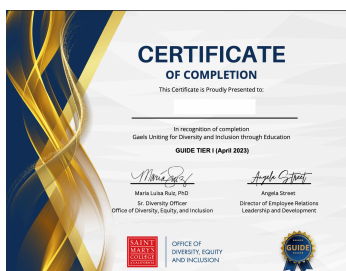 CERTIFICATE
OF COMPLETION
This Certificate is Proudly Presented to:
In recognition of completion
Gaels Uniting for Diversity and Inclusion through Education
GUIDE TIER I (April 2023)
Maria Luisa Ruiz, PhD
Angela Street
Angela Street
Sr. Diversity Officer
Director of Employee Relations
Office of Diversity, Equity, and Inclusion
Leadership and Development
SAINT
MARY'S
COLLEGE
OFFICE OF
DIVERSITY, EQUITY
AND INCLUSION
GUIDE